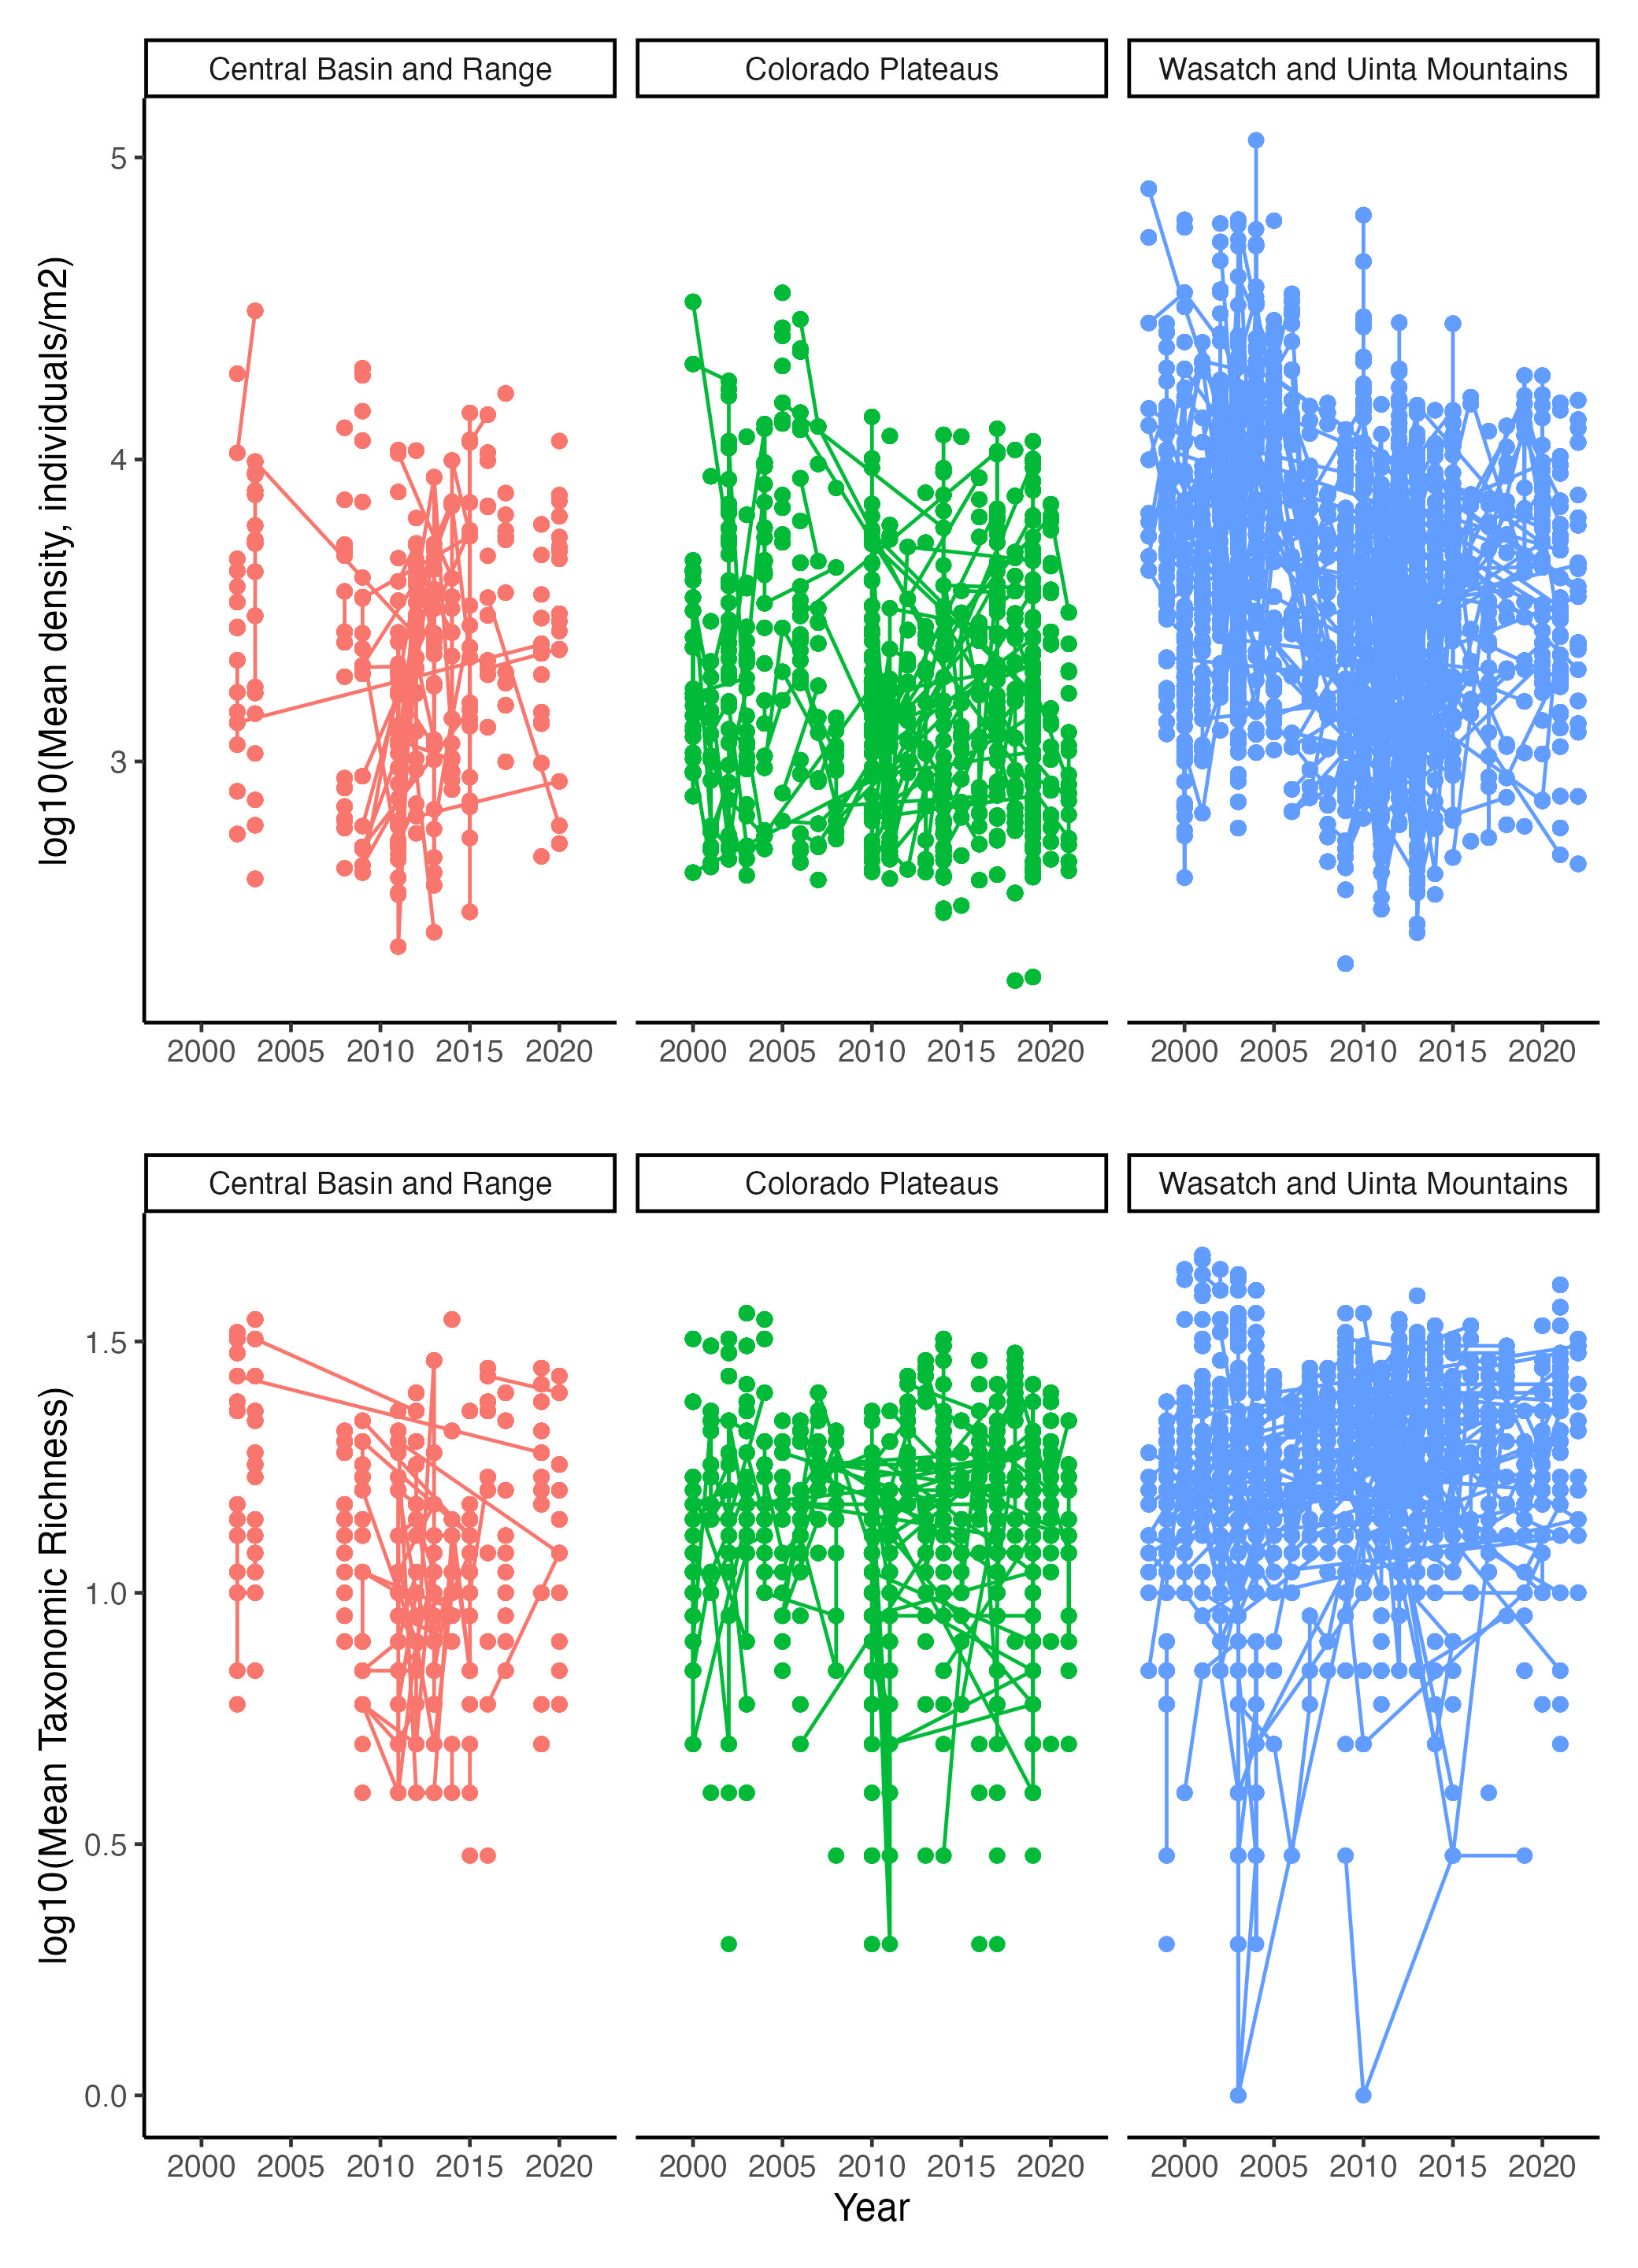 Central Basin and Range
Colorado Plateaus
Wasatch and Uinta Mountains
log10(Mean density, individuals/m2)
5
4
3
2000 2005 2010 2015 2020
2000 2005 2010 2015 2020
2000 2005 2010 2015 2020
Central Basin and Range
Colorado Plateaus
Wasatch and Uinta Mountains
log10(Mean Taxonomic Richness)
1.5
1.0
0.5
0.0
2000 2005 2010 2015 2020
2000 2005 2010 2015 2020
2000 2005 2010 2015 2020
Year